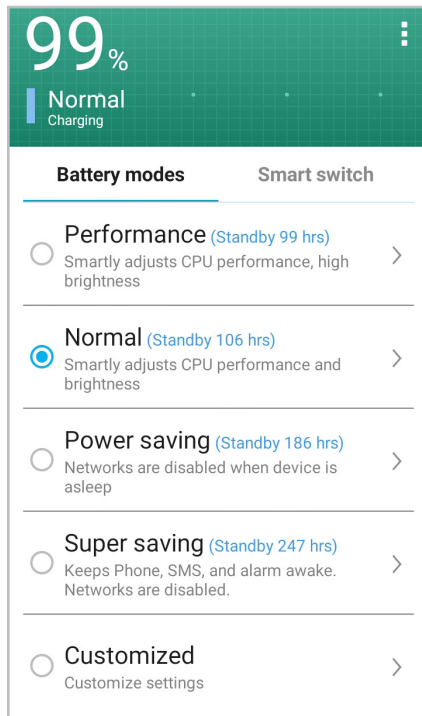 99%
Normal
Charging
Battery modes Smart switch
Performance (Standby 99 hrs)
Smartly adjusts CPU performance, high
brightness
Normal (Standby 106 hrs)
Smartly adjusts CPU performance and
brightness
Power saving (Standby 186 hrs)
Networks are disabled when device is
asleep
Super saving (Standby 247 hrs)
Keeps Phone, SMS, and alarm awake.
Networks are disabled.
Customized
Customize settings